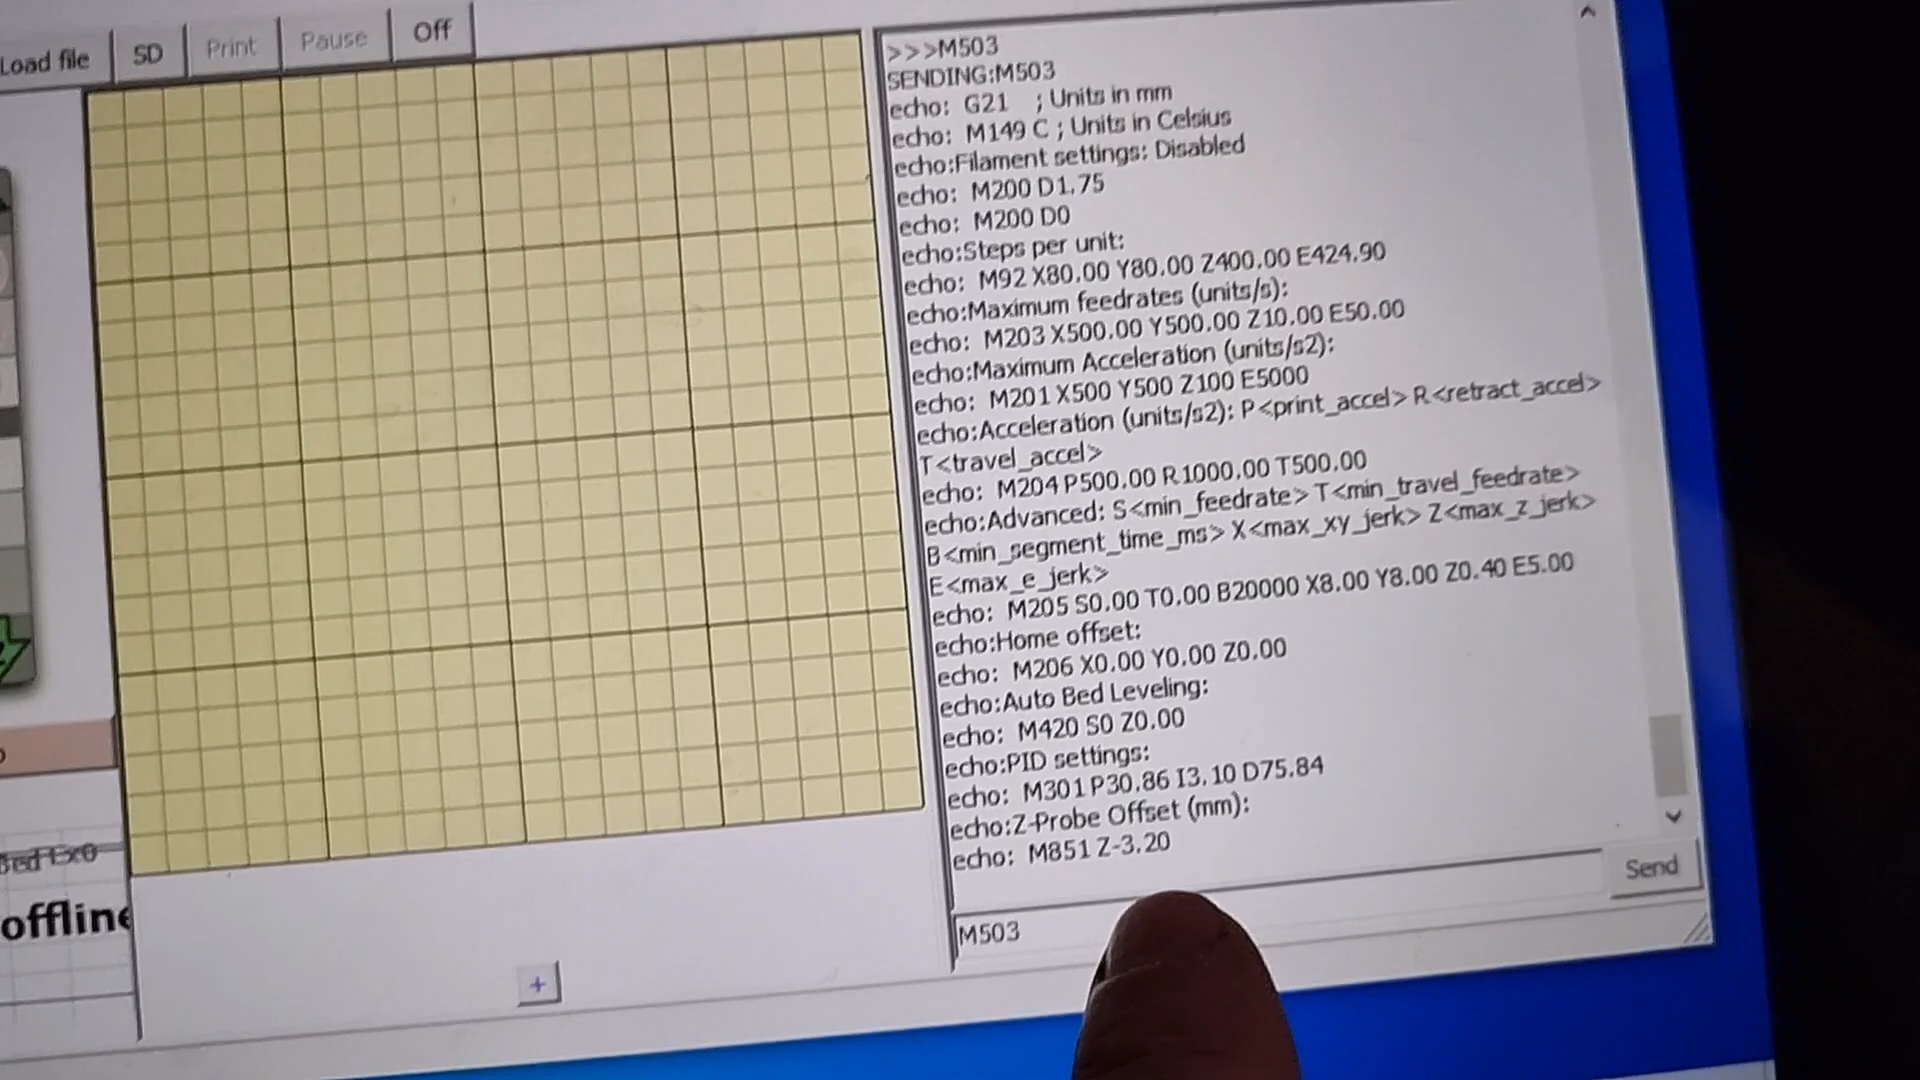 Load file
SD
Print
Pause
Off
>>>M503
SENDING:M503
echo:  G21    ; Units in mm
echo:  M149 C ; Units in Celsius
echo:Filament settings: Disabled
echo:  M200 D1.75
echo:  M200 D0
echo:Steps per unit:
echo:  M92 X80.00 Y80.00 Z400.00 E424.90
echo:Maximum feedrates (units/s):
echo:  M203 X500.00 Y500.00 Z10.00 E50.00
echo:Maximum Acceleration (units/s2):
echo:  M201 X500 Y500 Z100 E5000
echo:Acceleration (units/s2): P<print_accel> R<retract_accel>
T<travel_accel>
echo:  M204 P500.00 R1000.00 T500.00
echo:Advanced: S<min_feedrate> T<min_travel_feedrate>
B<min_segment_time_ms> X<max_xy_jerk> Z<max_z_jerk>
E<max_e_jerk>
echo:  M205 S0.00 T0.00 B20000 X8.00 Y8.00 Z0.40 E5.00
echo:Home offset:
echo:  M206 X0.00 Y0.00 Z0.00
echo:Auto Bed Leveling:
echo:  M420 S0 Z0.00
echo:PID settings:
echo:  M301 P30.86 I3.10 D75.84
echo:Z-Probe Offset (mm):
echo:  M851 Z-3.20
Send
M503
Bed Ex0
offline
+